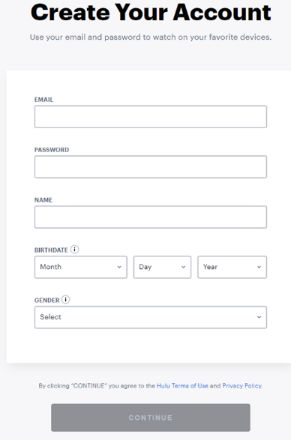 Create Your Account
Use your email and password to watch on your favorite devices.
EMAIL
PASSWORD
NAME
BIRTHDATE
Month Day Year
GENDER
Select
By clicking "CONTINUE" you agree to the Hulu Terms of Use and Privacy Policy.
CONTINUE